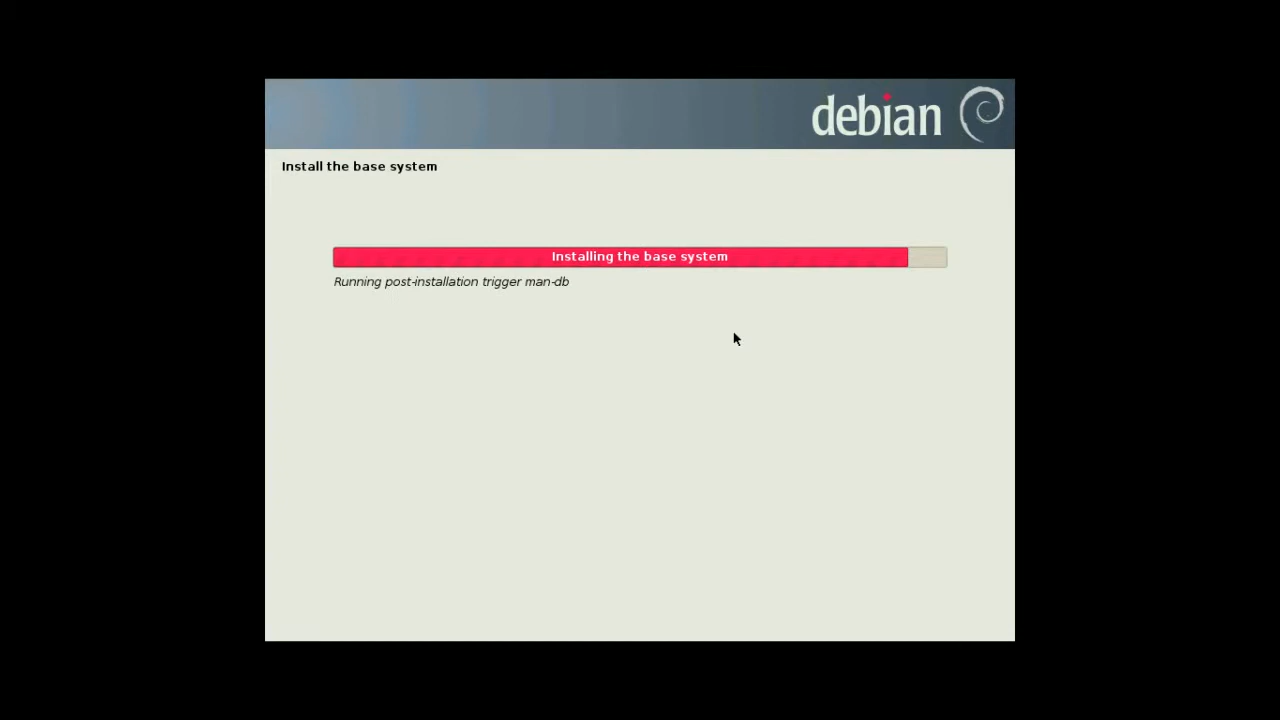 debian
Install the base system
Installing the base system
Running post-installation trigger man-db